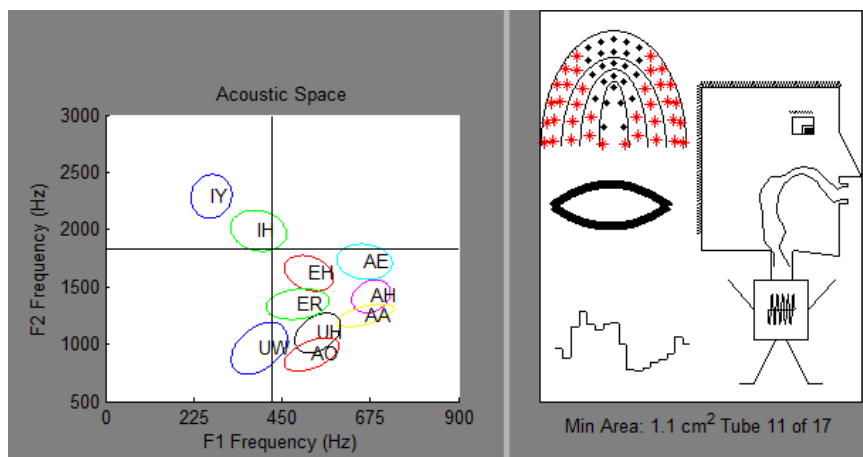 Acoustic Space
3000
2500
2000
1500
1000
500
0
225
450
675
900
F2 Frequency (Hz)
F1 Frequency (Hz)
IY
IH
EH
AE
ER
AH
AA
UH
UW
AO
Min Area: 1.1 cm² Tube 11 of 17